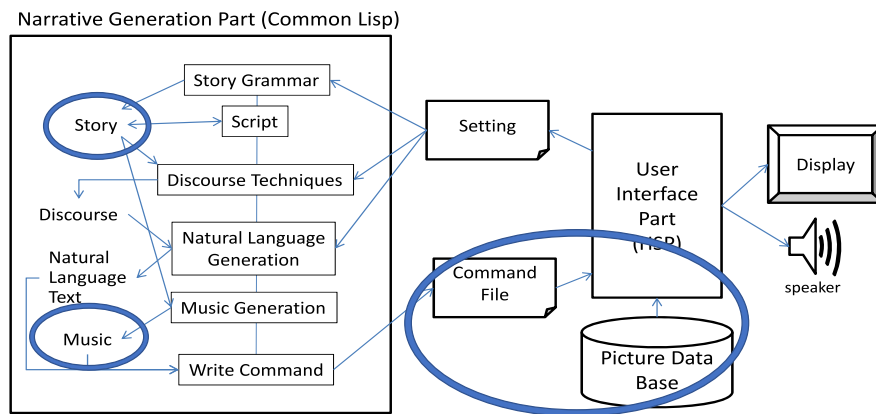 Narrative Generation Part (Common Lisp)
Story Grammar
Story
Script
Discourse Techniques
Discourse
Natural Language
Generation
Natural
Language
Text
Music Generation
Music
Write Command
Setting
Command
File
User
Interface
Part
(HSP)
Picture Data
Base
Display
speaker